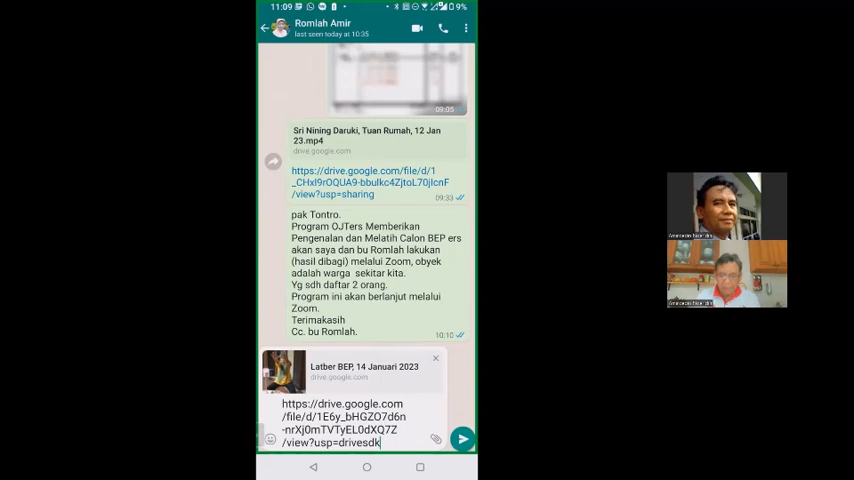 11:09
9%
Romlah Amir
last seen today at 10:35
09:05
Sri Nining Daruki, Tuan Rumah, 12 Jan
23.mp4
drive.google.com
https://drive.google.com/file/d/1
_CHxI9rOQUA9-bbulkc4ZjtoL70jIcnF
/view?usp=sharing
09:33
pak Tontro.
Program OJTers Memberikan
Pengenalan dan Melatih Calon BEP ers
akan saya dan bu Romlah lakukan
(hasil dibagi) melalui Zoom, obyek
adalah warga  sekitar kita.
Yg sdh daftar 2 orang.
Program ini akan berlanjut melalui
Zoom.
Terimakasih
Cc. bu Romlah.
10:10
Latber BEP, 14 Januari 2023
drive.google.com
https://drive.google.com
/file/d/1E6y_bHGZO7d6n
-nrXj0mTVTyEL0dXQ7Z
/view?usp=drivesdk